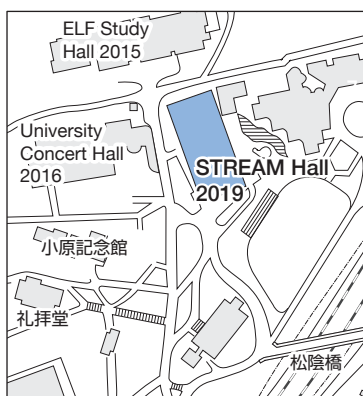 ELF Study
Hall 2015
University
Concert Hall
2016
STREAM Hall
2019
小原記念館
礼拝堂
松陰橋